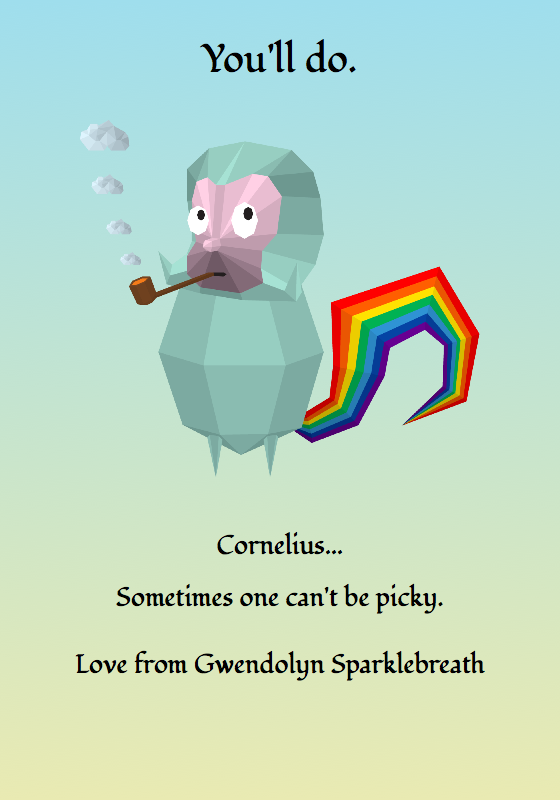 You'll do.
Cornelius...
Sometimes one can't be picky.
Love from Gwendolyn Sparklebreath